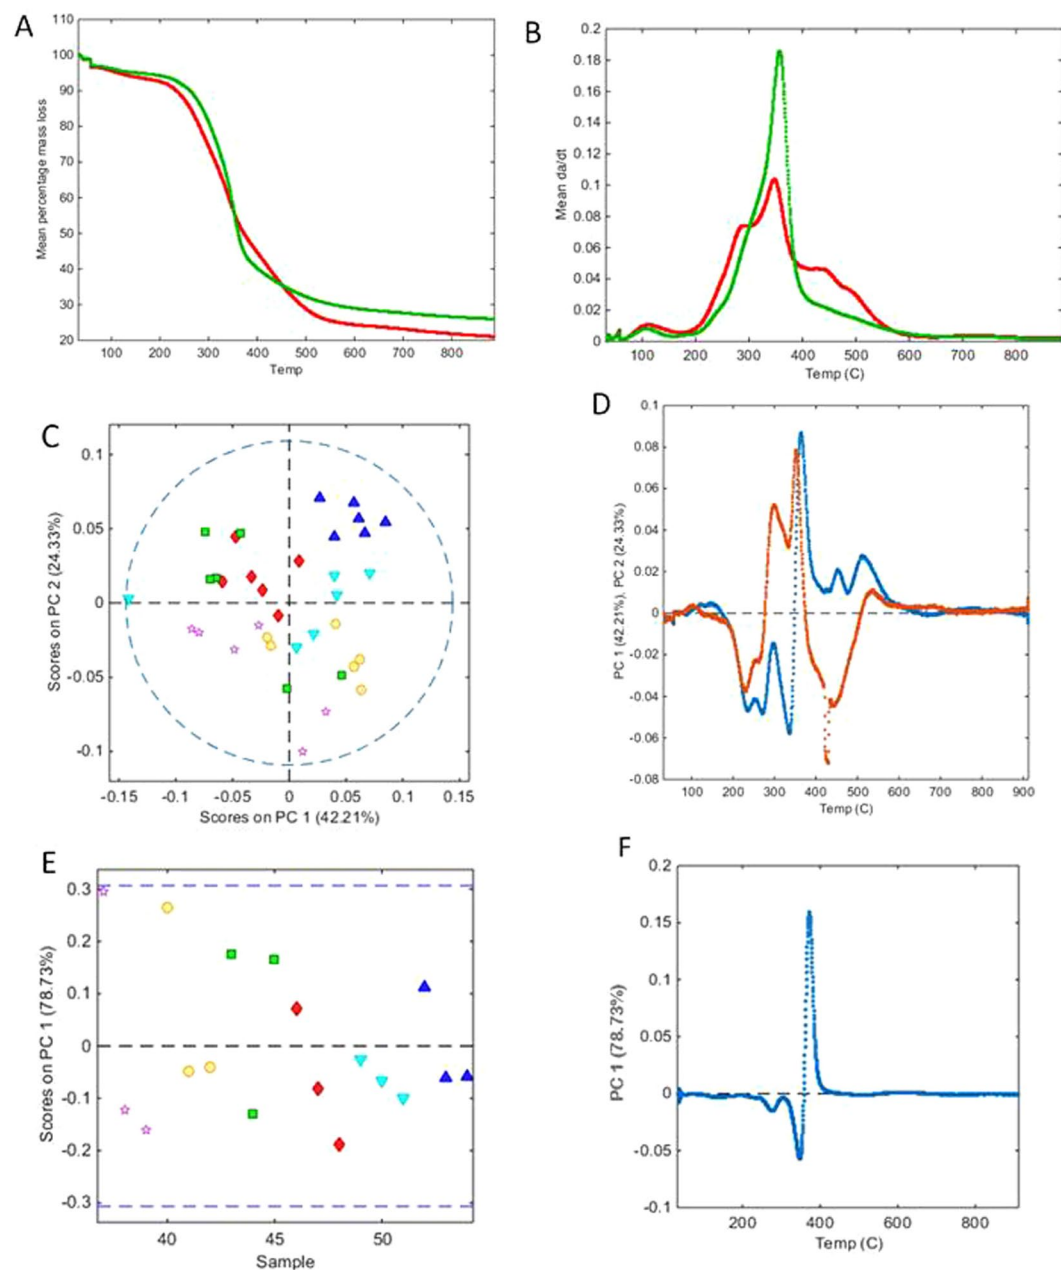 A
110
100
90
80
70
60
50
40
30
20
Mean percentage mass loss
100 200 300 400 500 600 700 800
Temp
B
0.2
0.18
0.16
0.14
0.12
0.1
0.08
0.06
0.04
0.02
0
Mean da/dt
100 200 300 400 500 600 700 800
Temp (C)
C
0.1
0.05
0
-0.05
-0.1
Scores on PC 2 (24.33%)
-0.15 -0.1 -0.05 0 0.05 0.1 0.15
Scores on PC 1 (42.21%)
D
0.1
0.08
0.06
0.04
0.02
0
-0.02
-0.04
-0.06
-0.08
PC 1 (42.21%), PC 2 (24.33%)
100 200 300 400 500 600 700 800 900
Temp (C)
E
0.3
0.2
0.1
0
-0.1
-0.2
-0.3
Scores on PC 1 (78.73%)
40 45 50
Sample
F
0.2
0.15
0.1
0.05
0
-0.05
-0.1
PC 1 (78.73%)
200 400 600 800
Temp (C)